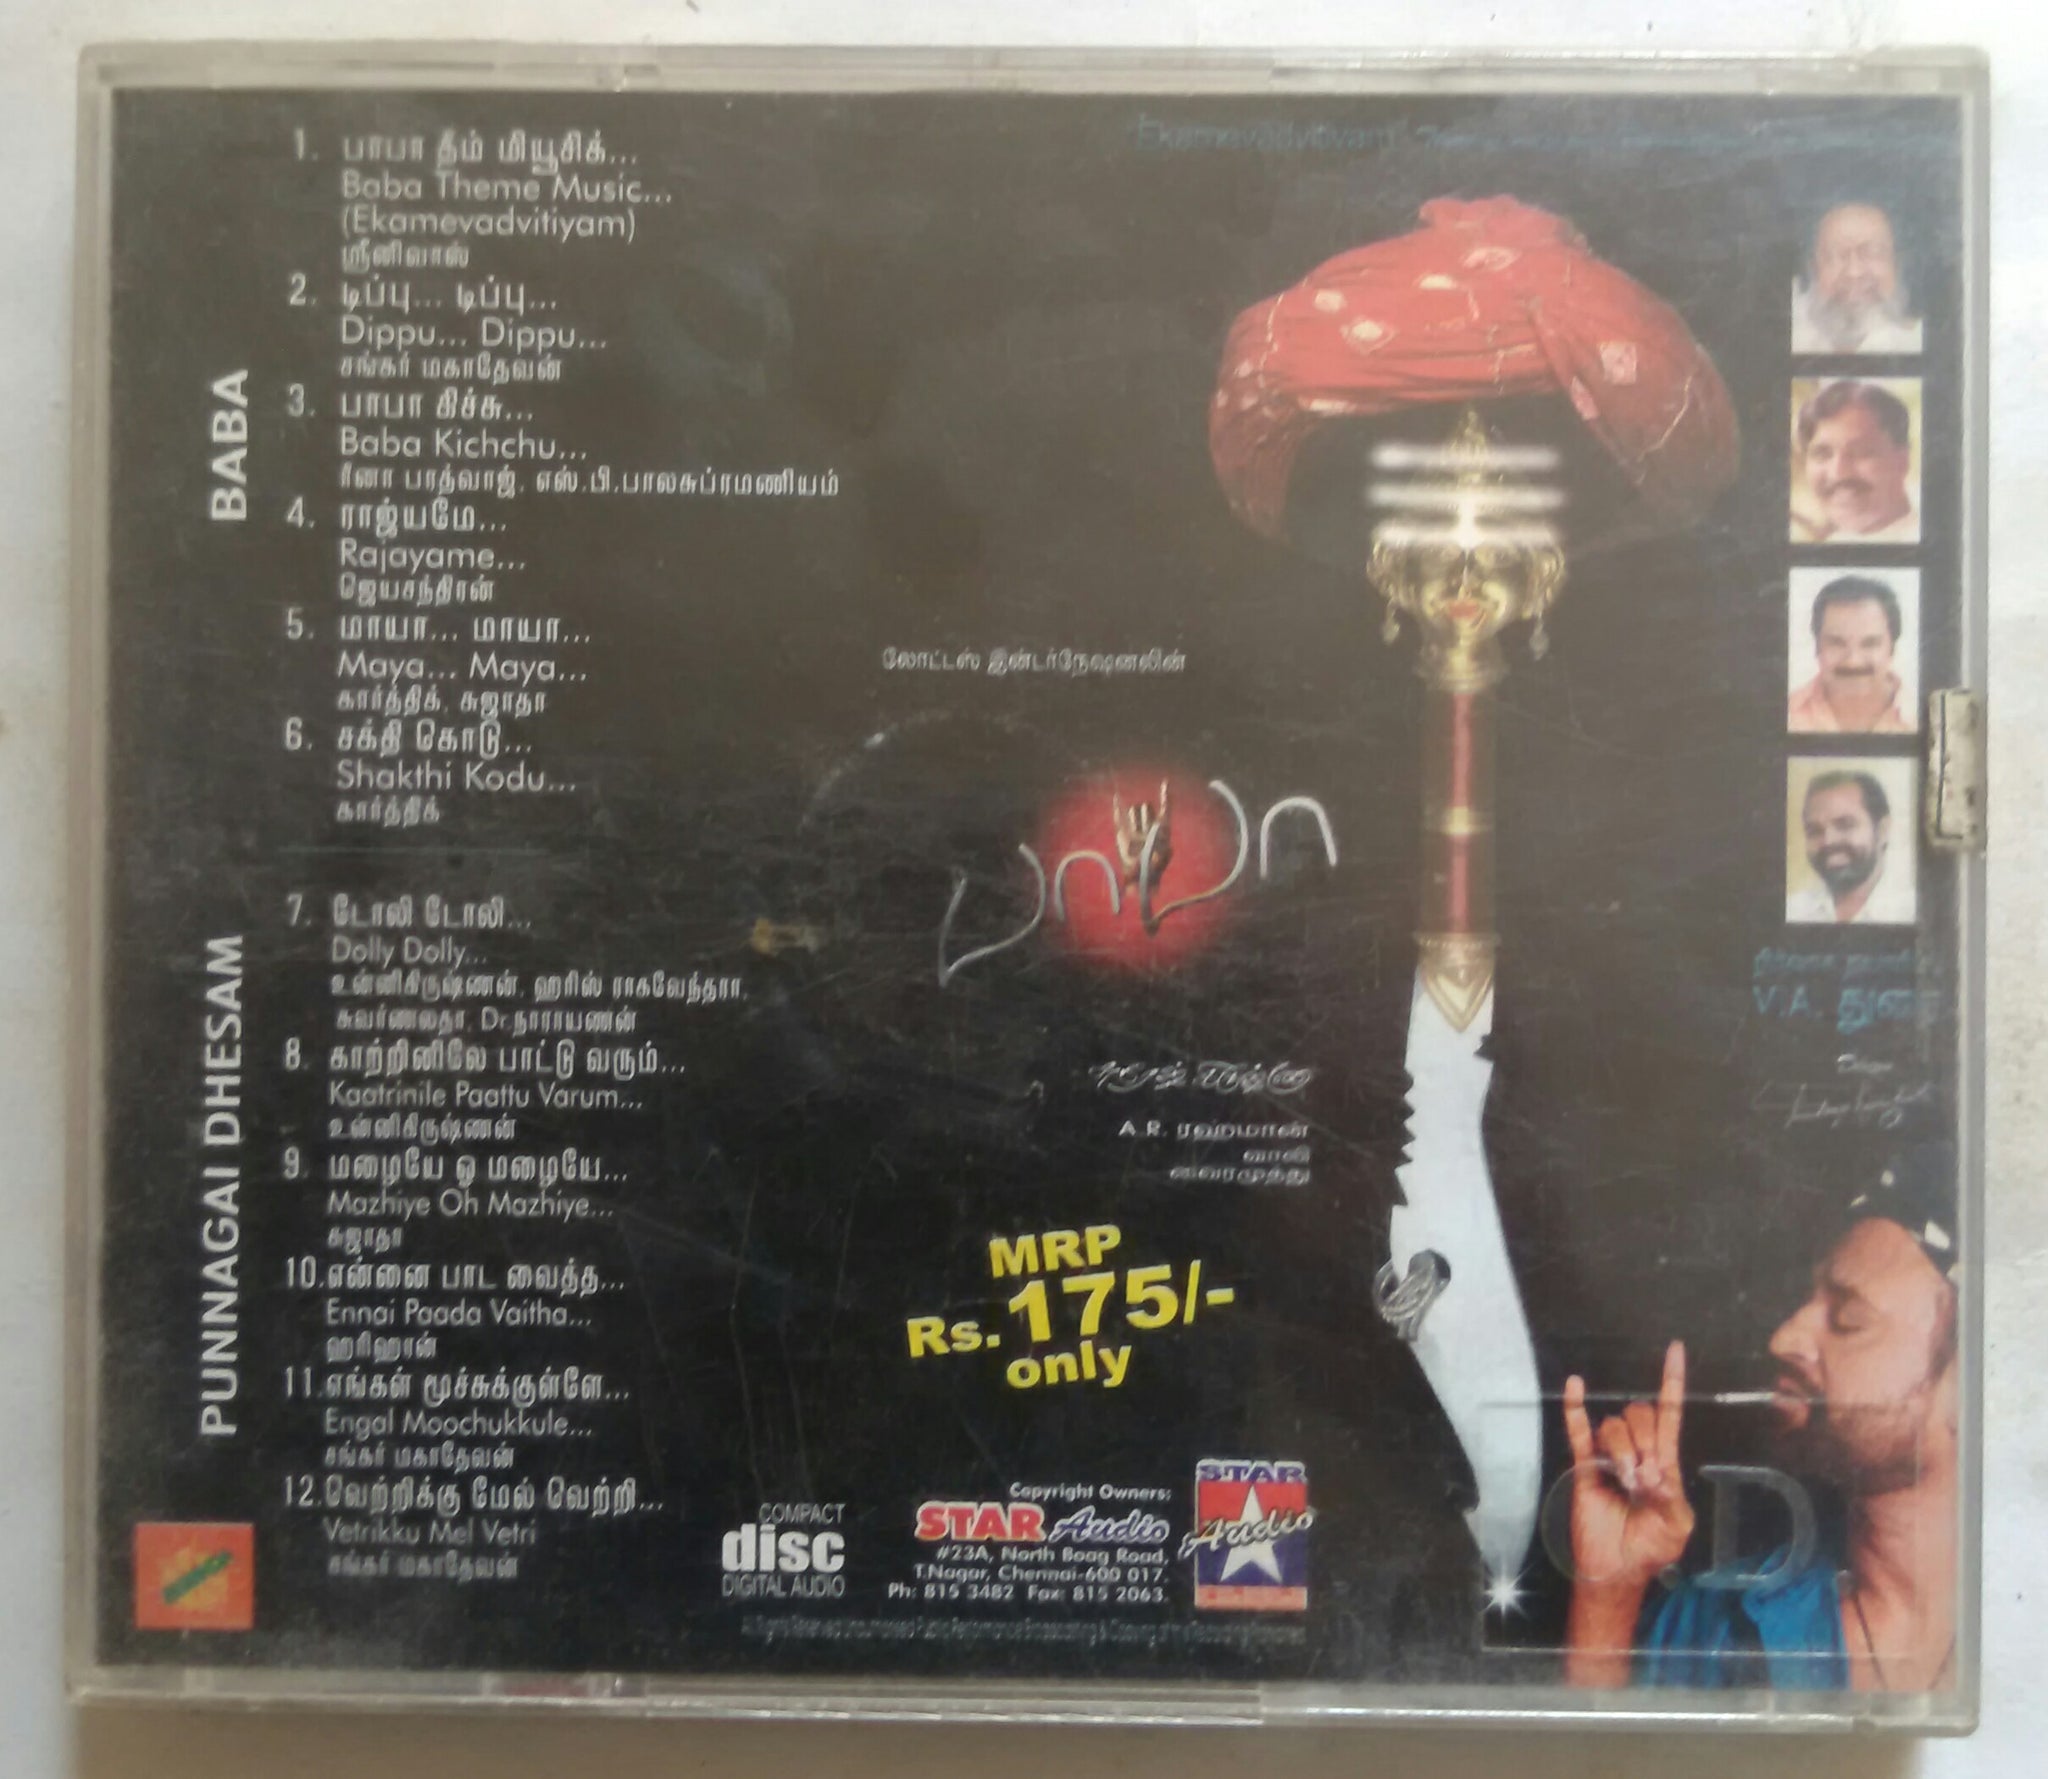 BABA
1. பாபா தீம் மியூசிக்...
Baba Theme Music...
(Ekamevadvitiyam)
ஸ்ரீனிவாஸ்
2. டிப்பு... டிப்பு...
Dippu... Dippu...
சங்கர் மகாதேவன்
3. பாபா கிச்சு...
Baba Kichchu...
ரீனா பரத்வாஜ், எஸ்.பி.பாலசுப்ரமணியம்
4. ராஜ்யமே...
Rajayame...
ஜெயசந்திரன்
5. மாயா... மாயா...
Maya... Maya...
கார்த்திக், சுஜாதா
6. சக்தி கொடு...
Shakthi Kodu...
கார்த்திக்
PUNNAGAI DHESAM
7. டோலி டோலி...
Dolly Dolly...
உன்னிகிருஷ்ணன், ஹரிஸ் ராகவேந்தரா,
சுவர்ணலதா, Dr.நாராயணன்
8. காற்றினிலே பாட்டு வரும்...
Kaatrinile Paattu Varum...
உன்னிகிருஷ்ணன்
9. மழையே ஓ மழையே...
Mazhiye Oh Mazhiye...
சுஜாதா
10. என்னை பாட வைத்த...
Ennai Paada Vaitha...
ஹரிஹரன்
11. எங்கள் மூச்சுக்குள்ளே...
Engal Moochukkule...
சங்கர் மகாதேவன்
12. வெற்றிக்கு மேல் வெற்றி...
Vetrikku Mel Vetri
சங்கர் மகாதேவன்
"Ekamevadvitiyam"
லோட்டஸ் இன்டர்நேஷனலின்
பாபா
A.R. ரஹ்மான்
வாலி
வைரமுத்து
V.A. துரை
MRP
Rs. 175/-
only
COMPACT
disc
DIGITAL AUDIO
Copyright Owners:
STAR Audio
#23A, North Boag Road,
T.Nagar, Chennai-600 017.
Ph: 815 3482 Fax: 815 2063.
STAR
Audio
C.D.